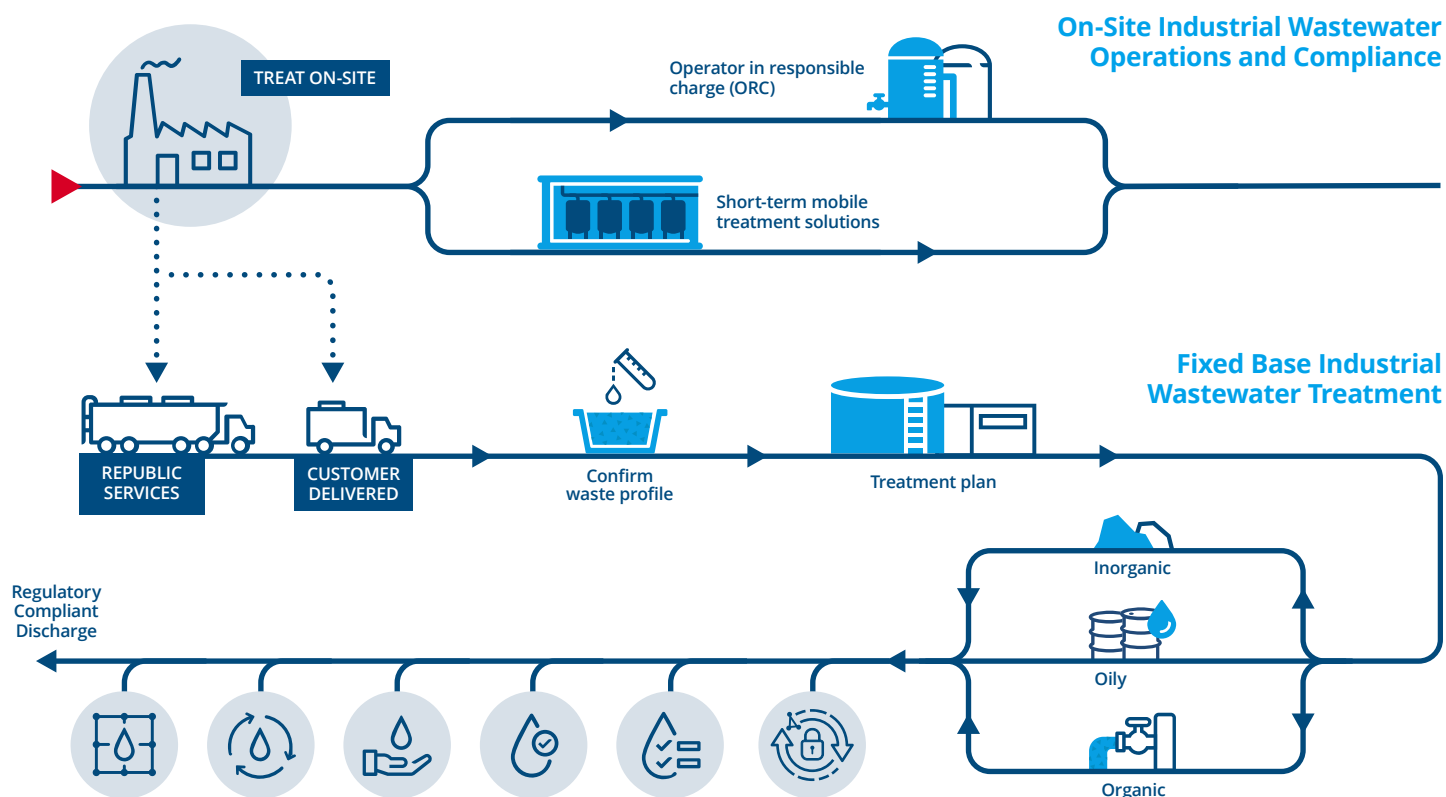 On-Site Industrial Wastewater
Operations and Compliance
TREAT ON-SITE
Operator in responsible
charge (ORC)
Short-term mobile
treatment solutions
Fixed Base Industrial
Wastewater Treatment
REPUBLIC
SERVICES
CUSTOMER
DELIVERED
Confirm
waste profile
Treatment plan
Inorganic
Oily
Organic
Regulatory
Compliant
Discharge